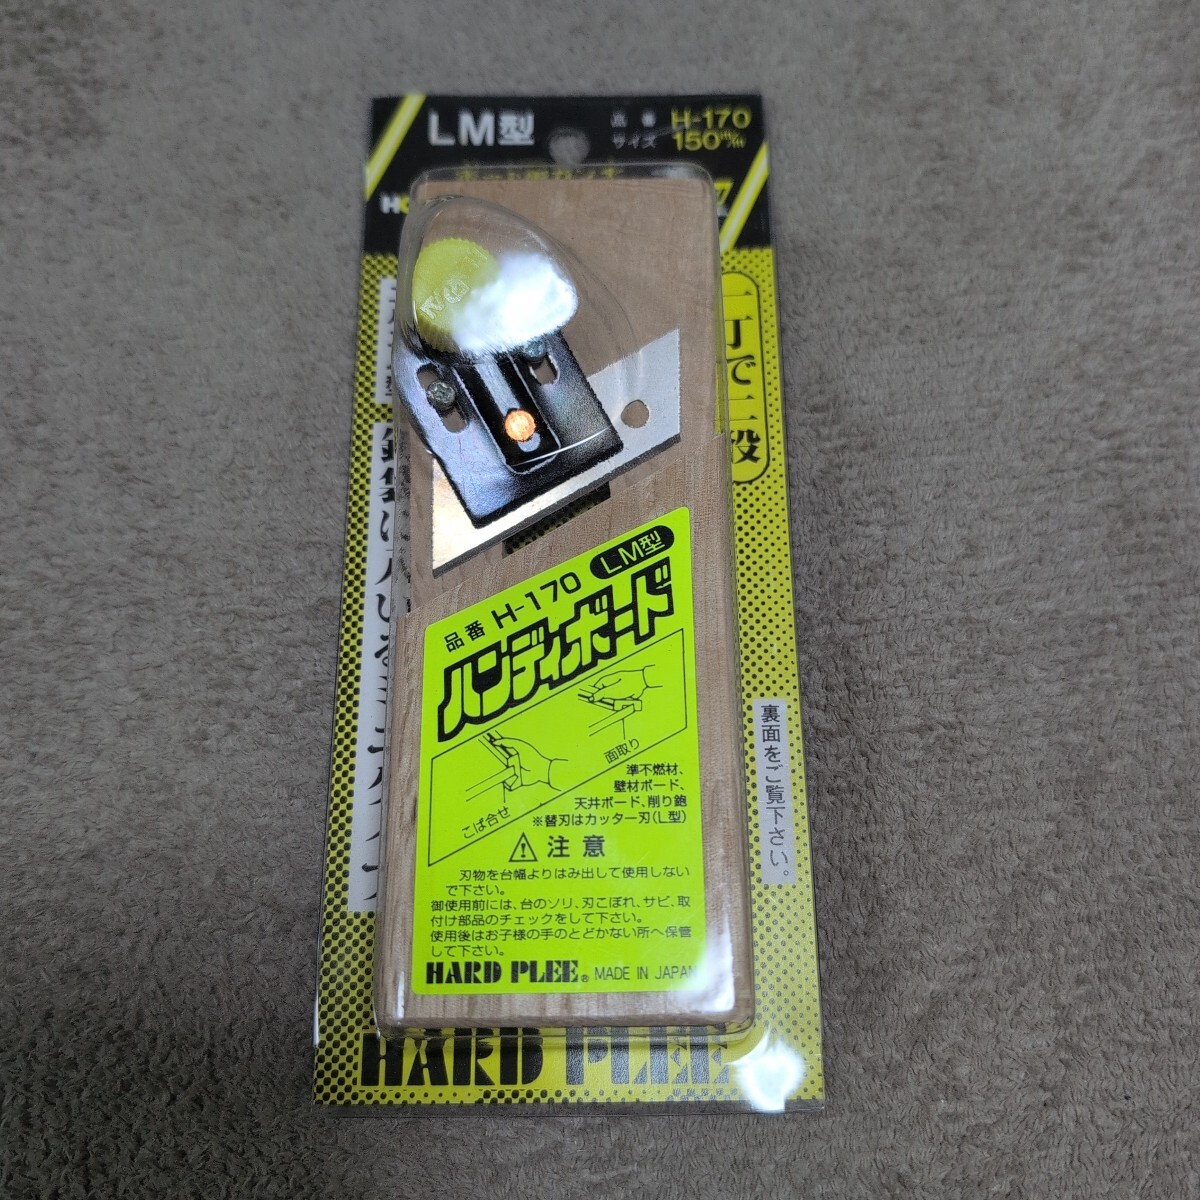 LM型
品番 H-170
サイズ 150m/m
一丁で二役
品番 H-170 LM型
ハンディボード
面取り
こば合せ
準不燃材、
壁材ボード、
天井ボード、削り鉋
※替刃はカッター刃(L型)
⚠ 注意
刃物を台幅よりはみ出して使用しない
で下さい。
御使用前には、台のソリ、刃こぼれ、サビ、取
付け部品のチェックをして下さい。
使用後はお子様の手のとどかない所へ保管
して下さい。
HARD PLEE® MADE IN JAPAN
裏面をご覧下さい。
HARD PLEE